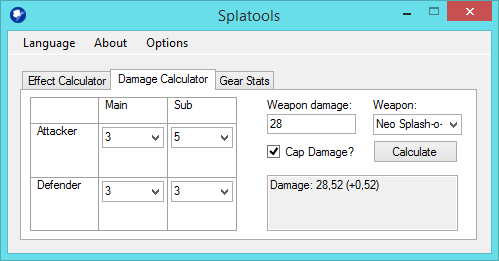 Splatools
Language About Options
Effect Calculator Damage Calculator Gear Stats
Main Sub
Attacker 3 5
Defender 3 3
Weapon damage: Weapon:
28 Neo Splash-o-
Cap Damage? Calculate
Damage: 28,52 (+0,52)